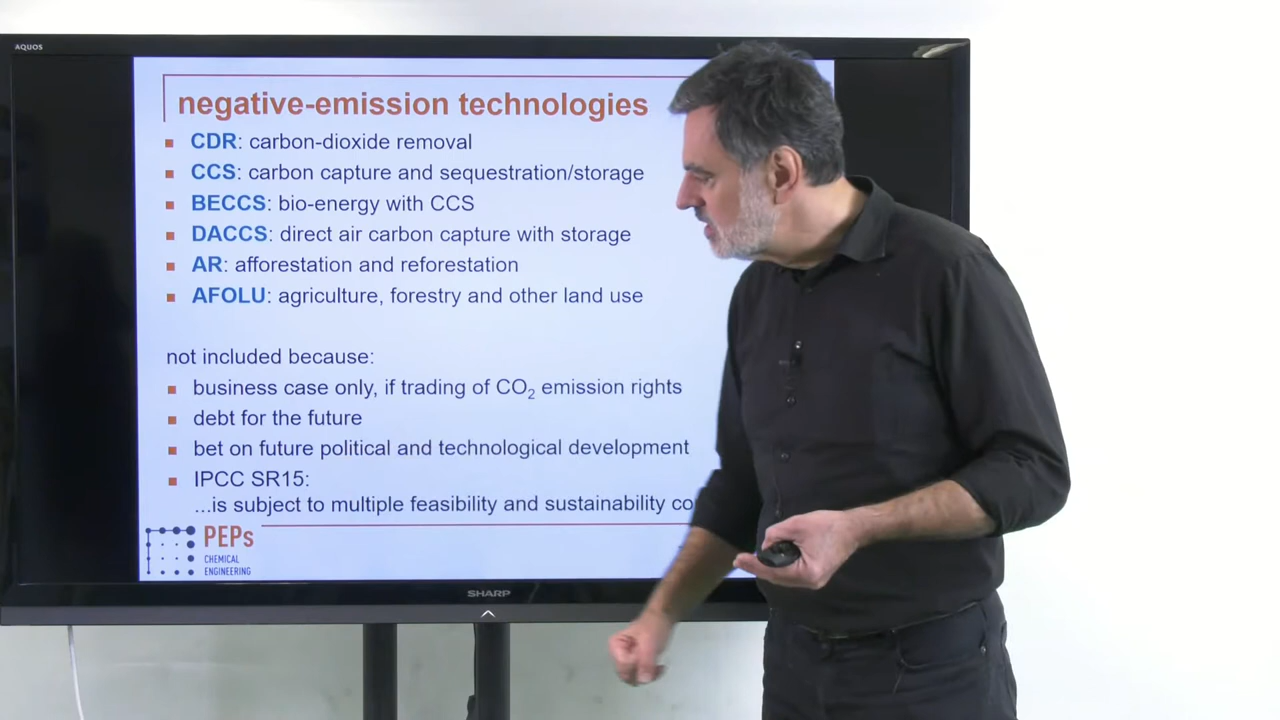 AQUOS
negative-emission technologies
CDR: carbon-dioxide removal
CCS: carbon capture and sequestration/storage
BECCS: bio-energy with CCS
DACCS: direct air carbon capture with storage
AR: afforestation and reforestation
AFOLU: agriculture, forestry and other land use
not included because:
business case only, if trading of CO₂ emission rights
debt for the future
bet on future political and technological development
IPCC SR15:
...is subject to multiple feasibility and sustainability
PEPs
CHEMICAL
ENGINEERING
SHARP